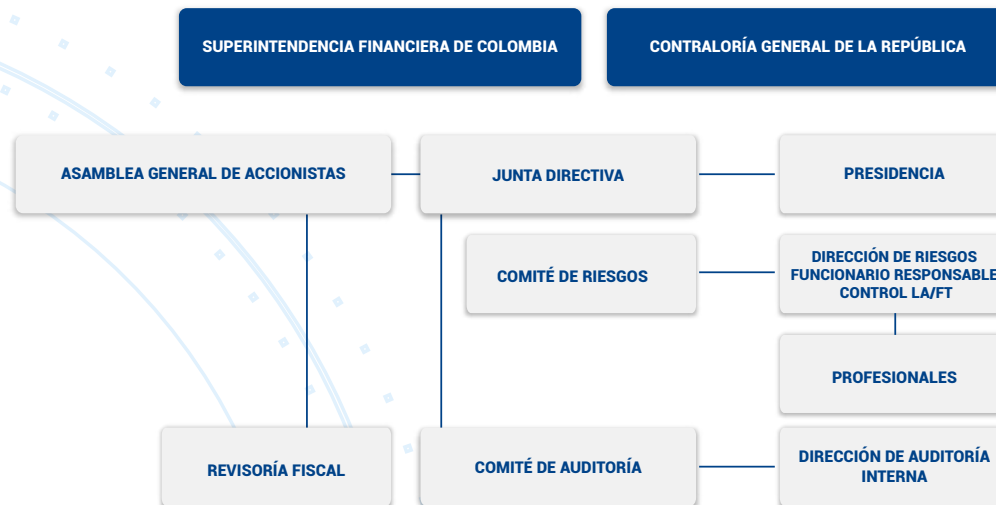 SUPERINTENDENCIA FINANCIERA DE COLOMBIA
CONTRALORÍA GENERAL DE LA REPÚBLICA
ASAMBLEA GENERAL DE ACCIONISTAS
JUNTA DIRECTIVA
PRESIDENCIA
COMITÉ DE RIESGOS
DIRECCIÓN DE RIESGOS
FUNCIONARIO RESPONSABLE
CONTROL LA/FT
PROFESIONALES
REVISORÍA FISCAL
COMITÉ DE AUDITORÍA
DIRECCIÓN DE AUDITORÍA
INTERNA